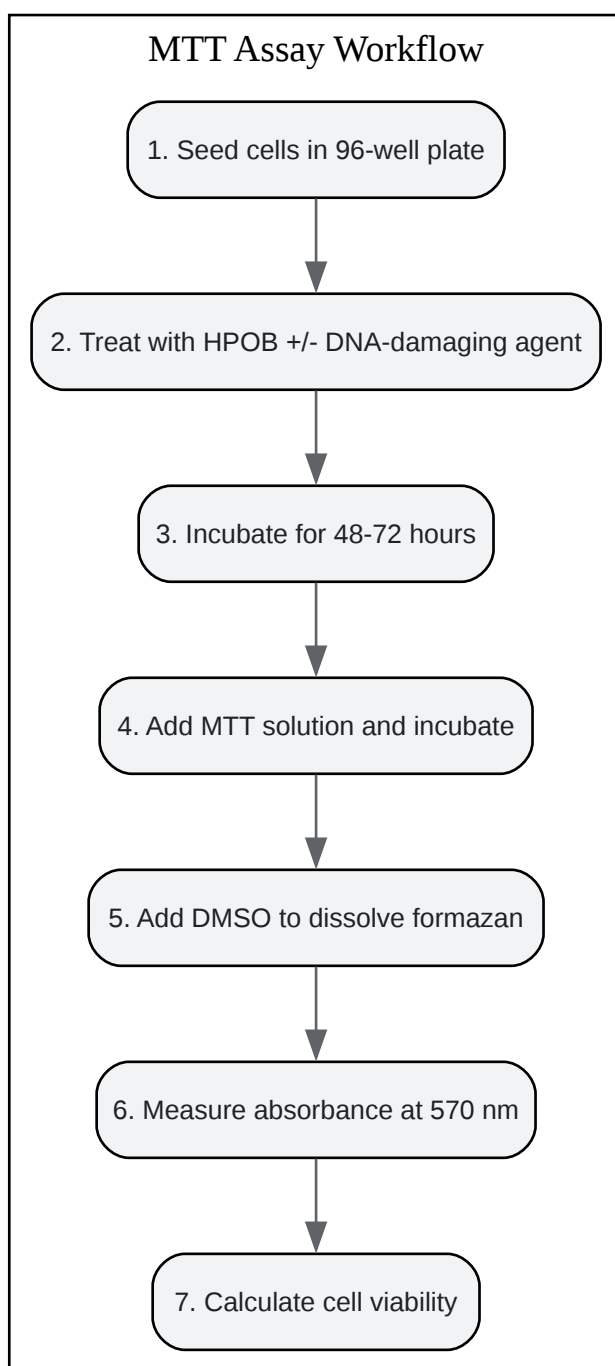 MTT Assay Workflow
1. Seed cells in 96-well plate
2. Treat with HPOB +/- DNA-damaging agent
3. Incubate for 48-72 hours
4. Add MTT solution and incubate
5. Add DMSO to dissolve formazan
6. Measure absorbance at 570 nm
7. Calculate cell viability